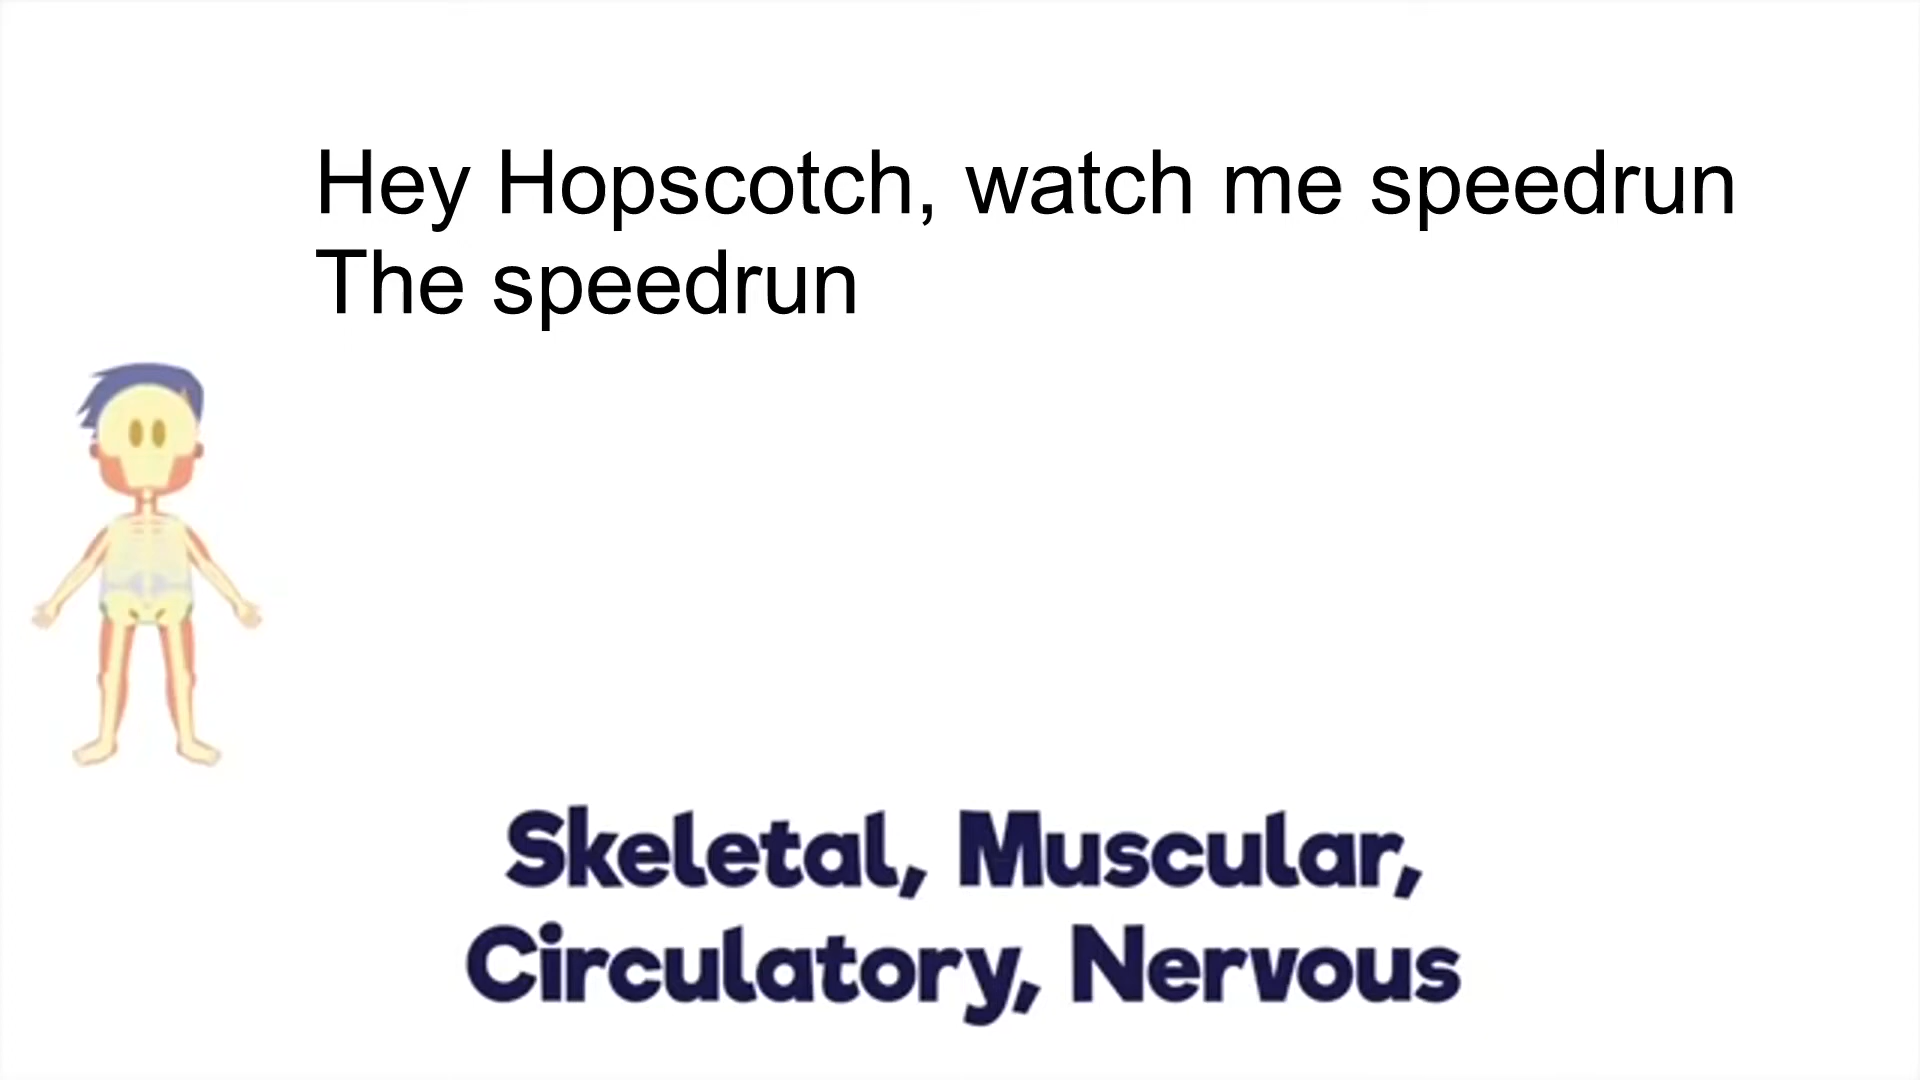 Hey Hopscotch, watch me speedrun
The speedrun
Skeletal, Muscular,
Circulatory, Nervous